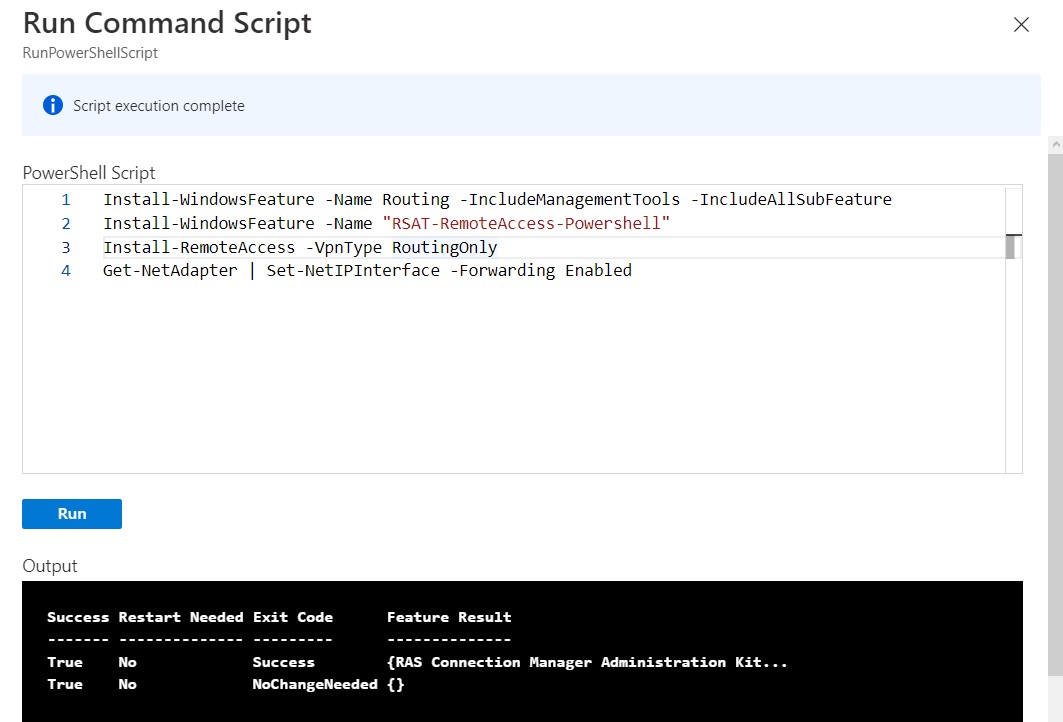 Run Command Script
RunPowerShellScript
Script execution complete
PowerShell Script
1 Install-WindowsFeature -Name Routing -IncludeManagementTools -IncludeAllSubFeature
2 Install-WindowsFeature -Name "RSAT-RemoteAccess-Powershell"
3 Install-RemoteAccess -VpnType RoutingOnly
4 Get-NetAdapter | Set-NetIPInterface -Forwarding Enabled
Run
Output
Success Restart Needed Exit Code      Feature Result
------- -------------- ---------      --------------
True    No             Success        {RAS Connection Manager Administration Kit...
True    No             NoChangeNeeded {}